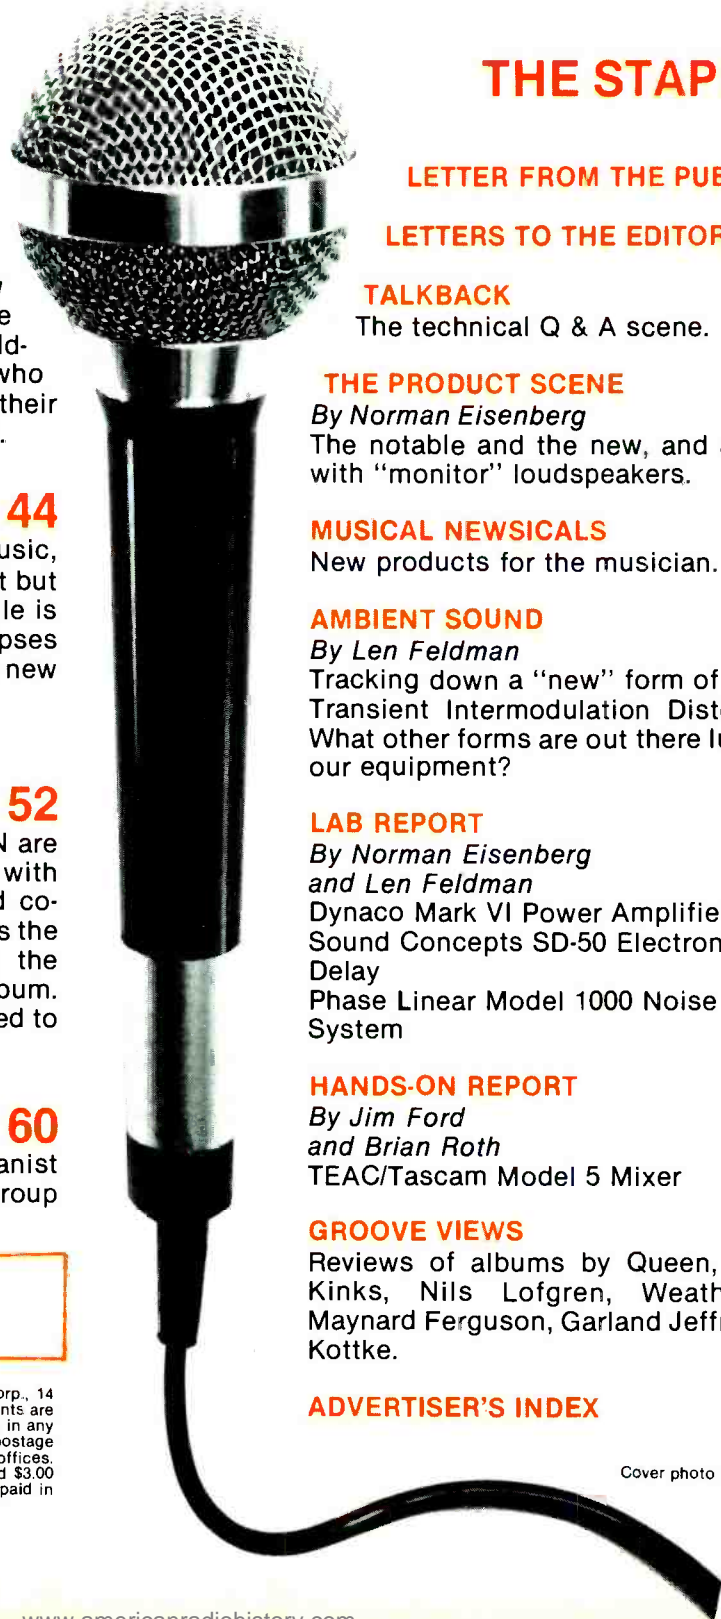 who
their
44
usic,
t but
le is
pses
new
52
N are
with
d co-
s the
the
oum.
ed to
60
anist
roup
orp., 14
nts are
in any
postage
offices.
d $3.00
paid in
THE STAP
LETTER FROM THE PUB
LETTERS TO THE EDITOR
TALKBACK
The technical Q & A scene.
THE PRODUCT SCENE
By Norman Eisenberg
The notable and the new, and
with "monitor" loudspeakers.
MUSICAL NEWSICALS
New products for the musician.
AMBIENT SOUND
By Len Feldman
Tracking down a "new" form of
Transient Intermodulation Dist
What other forms are out there lu
our equipment?
LAB REPORT
By Norman Eisenberg
and Len Feldman
Dynaco Mark VI Power Amplifie
Sound Concepts SD-50 Electron
Delay
Phase Linear Model 1000 Noise
System
HANDS-ON REPORT
By Jim Ford
and Brian Roth
TEAC/Tascam Model 5 Mixer
GROOVE VIEWS
Reviews of albums by Queen,
Kinks, Nils Lofgren, Weath
Maynard Ferguson, Garland Jeffr
Kottke.
ADVERTISER'S INDEX
Cover photo
www.americanradiohistory.com